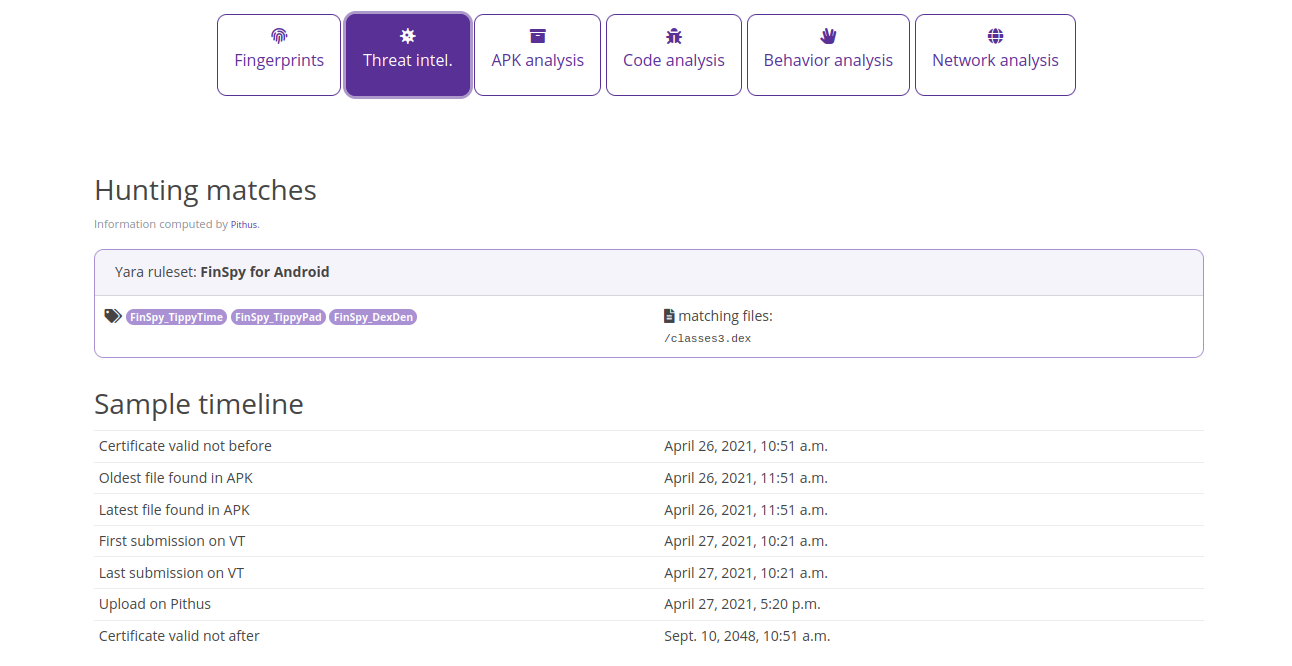 Fingerprints
Threat intel.
APK analysis
Code analysis
Behavior analysis
Network analysis
Hunting matches
Information computed by Pithus.
Yara ruleset: FinSpy for Android
FinSpy_TippyTime FinSpy_TippyPad FinSpy_DexDen
matching files:
/classes3.dex
Sample timeline
Certificate valid not before April 26, 2021, 10:51 a.m.
Oldest file found in APK April 26, 2021, 11:51 a.m.
Latest file found in APK April 26, 2021, 11:51 a.m.
First submission on VT April 27, 2021, 10:21 a.m.
Last submission on VT April 27, 2021, 10:21 a.m.
Upload on Pithus April 27, 2021, 5:20 p.m.
Certificate valid not after Sept. 10, 2048, 10:51 a.m.